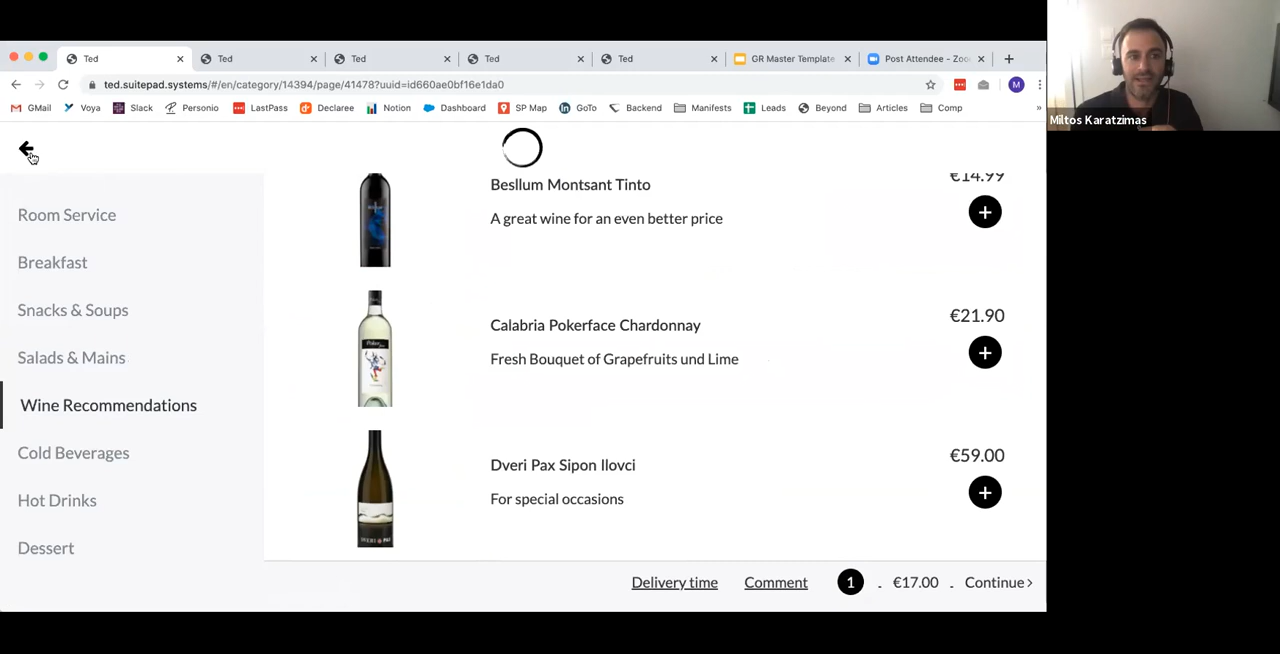 Ted
Ted
Ted
Ted
Ted
GR Master Template
Post Attendee - Zoo
ted.suitepad.systems/#/en/category/14394/page/41478?uuid=id660ae0bf16e1da0
M
GMail
Voya
Slack
Personio
LastPass
Declaree
Notion
Dashboard
SP Map
GoTo
Backend
Manifests
Leads
Beyond
Articles
Comp
»
Miltos Karatzimas
Room Service
Breakfast
Snacks & Soups
Salads & Mains
Wine Recommendations
Cold Beverages
Hot Drinks
Dessert
Besllum Montsant Tinto
€14.99
A great wine for an even better price
Calabria Pokerface Chardonnay
€21.90
Fresh Bouquet of Grapefruits und Lime
Dveri Pax Sipon Ilovci
€59.00
For special occasions
Delivery time Comment 1 - €17.00 - Continue >